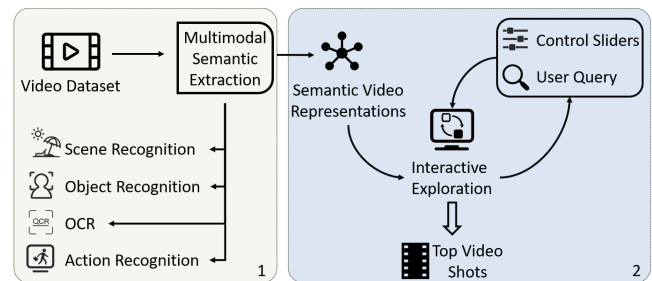 Video Dataset
Multimodal
Semantic
Extraction
Scene Recognition
Object Recognition
OCR
OCR
Action Recognition
1
Semantic Video
Representations
Control Sliders
User Query
Interactive
Exploration
Top Video
Shots
2